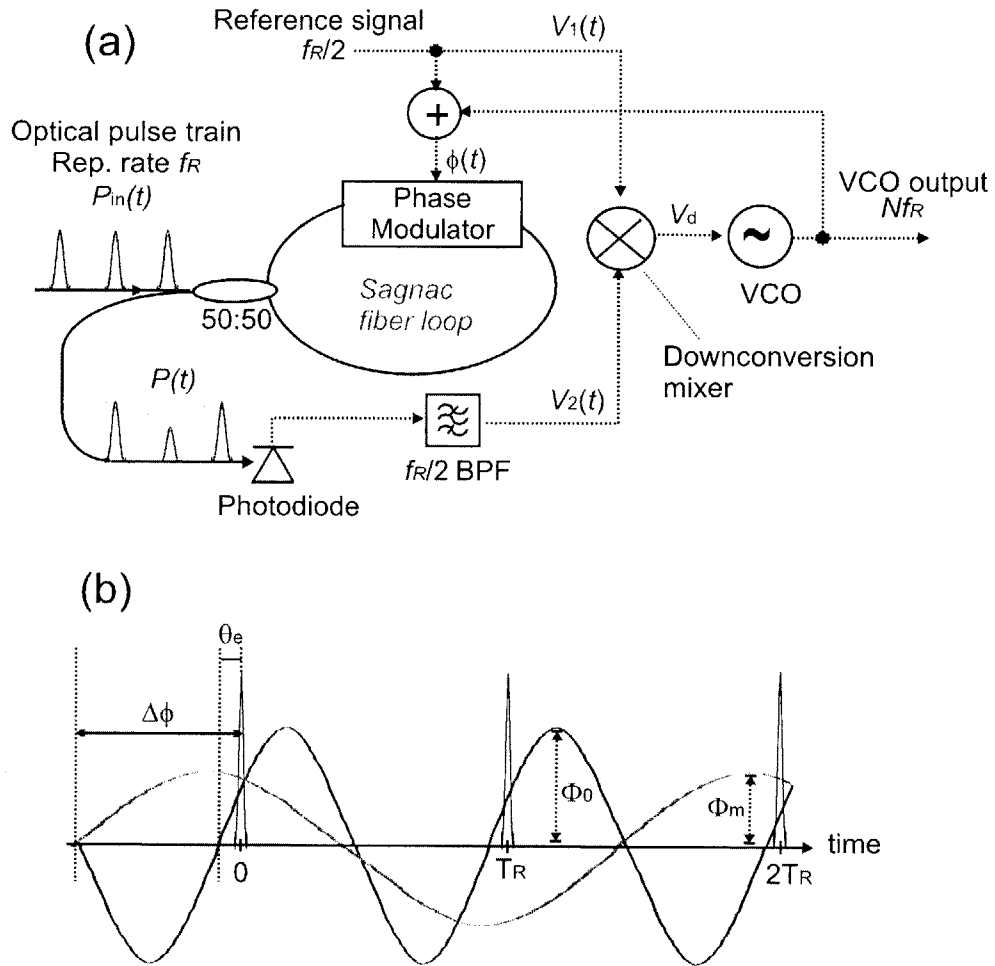 (a)
Reference signal
fR/2
V1(t)
+
ϕ(t)
Optical pulse train
Rep. rate fR
Pin(t)
Phase
Modulator
Vd
~
VCO
VCO output
NfR
50:50
Sagnac
fiber loop
Downconversion
mixer
P(t)
V2(t)
fR/2 BPF
Photodiode
(b)
θe
Δϕ
Φ0
Φm
time
0
TR
2TR